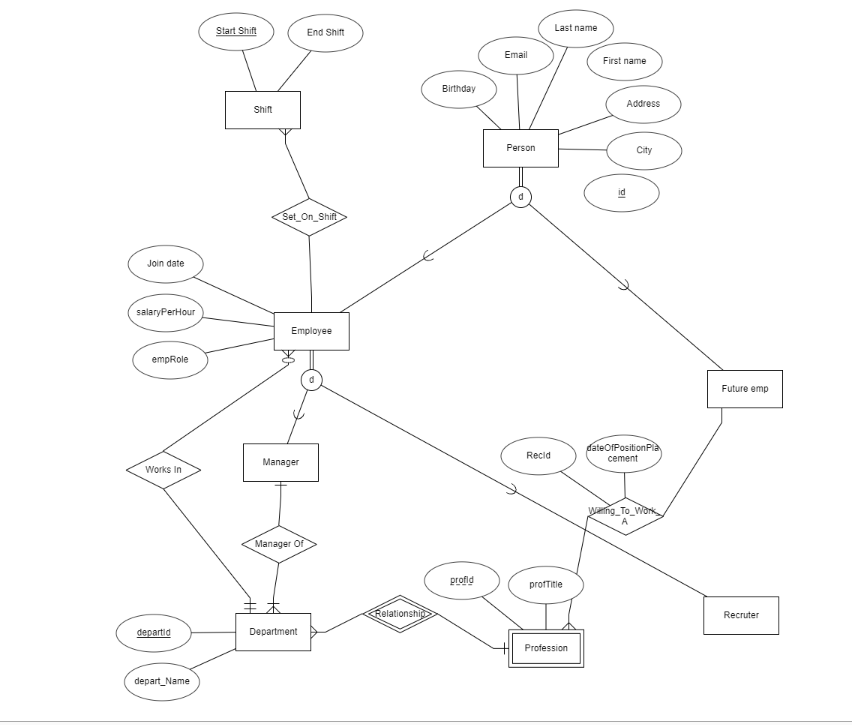 Last name
Start Shift
End Shift
Email
First name
Birthday
Address
Shift
Person
City
id
d
Set_On_Shift
Join date
salaryPerHour
Employee
empRole
d
Future emp
RecId
dateOfPositionPla
cement
Works In
Manager
Willing_To_Work_
A
Manager Of
profId
profTitle
Relationship
Recruter
departId
Department
Profession
depart_Name